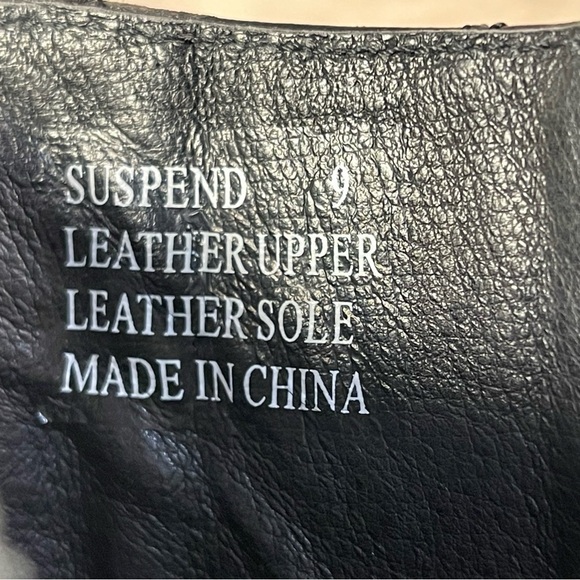 SUSPEND 9
LEATHER UPPER
LEATHER SOLE
MADE IN CHINA